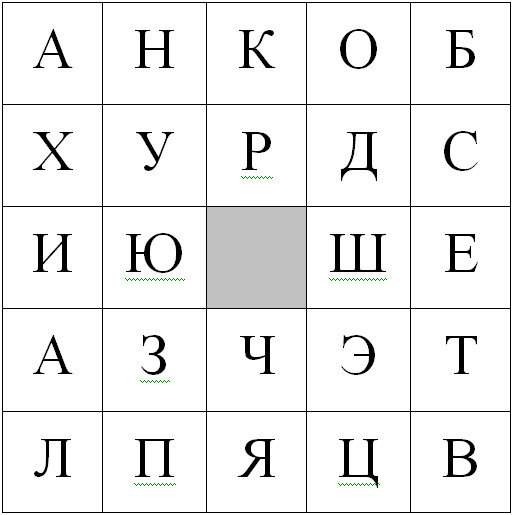 А Н К О Б
Х У Р Д С
И Ю Ш Е
А З Ч Э Т
Л П Я Ц В